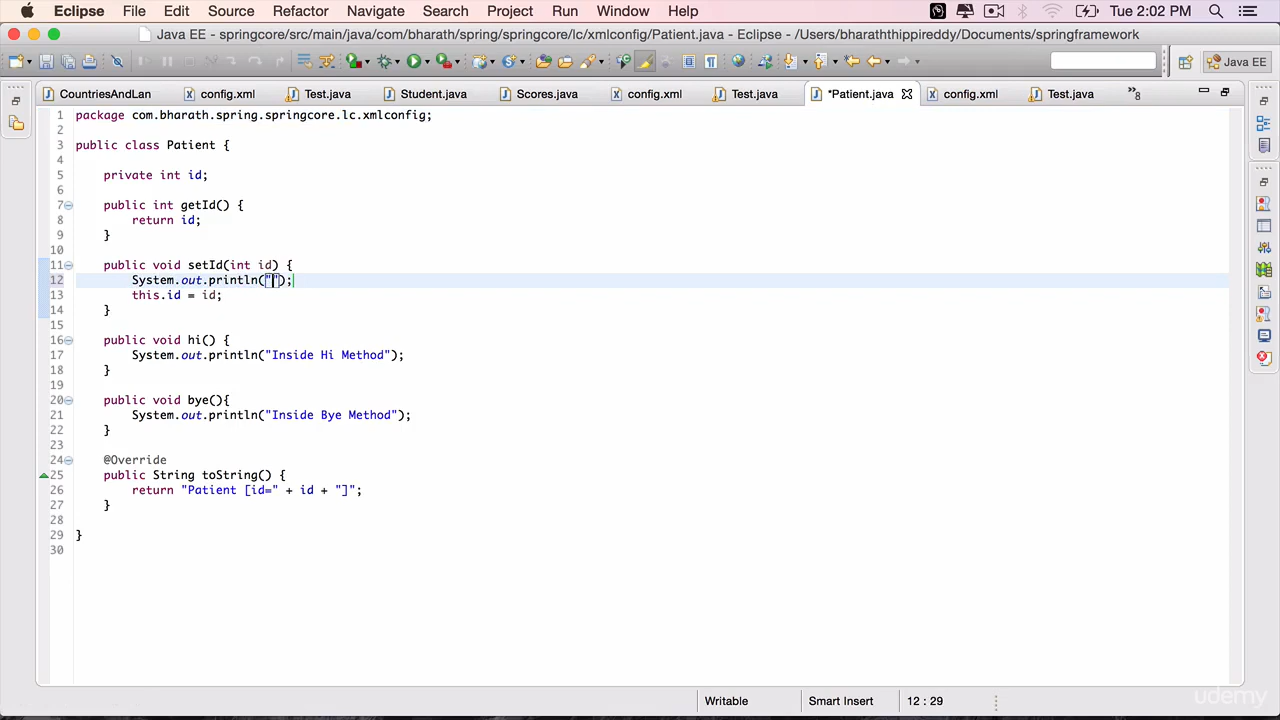 Eclipse File Edit Source Refactor Navigate Search Project Run Window Help Tue 2:02 PM
Java EE - springcore/src/main/java/com/bharath/spring/springcore/lc/xmlconfig/Patient.java - Eclipse - /Users/bharaththippireddy/Documents/springframework
Java EE
CountriesAndLan config.xml Test.java Student.java Scores.java config.xml Test.java *Patient.java config.xml Test.java »8
1 package com.bharath.spring.springcore.lc.xmlconfig;
2
3 public class Patient {
4
5 private int id;
6
7 public int getId() {
8 return id;
9 }
10
11 public void setId(int id) {
12 System.out.println("");
13 this.id = id;
14 }
15
16 public void hi() {
17 System.out.println("Inside Hi Method");
18 }
19
20 public void bye(){
21 System.out.println("Inside Bye Method");
22 }
23
24 @Override
25 public String toString() {
26 return "Patient [id=" + id + "]";
27 }
28
29 }
30
Writable Smart Insert 12 : 29
udemy